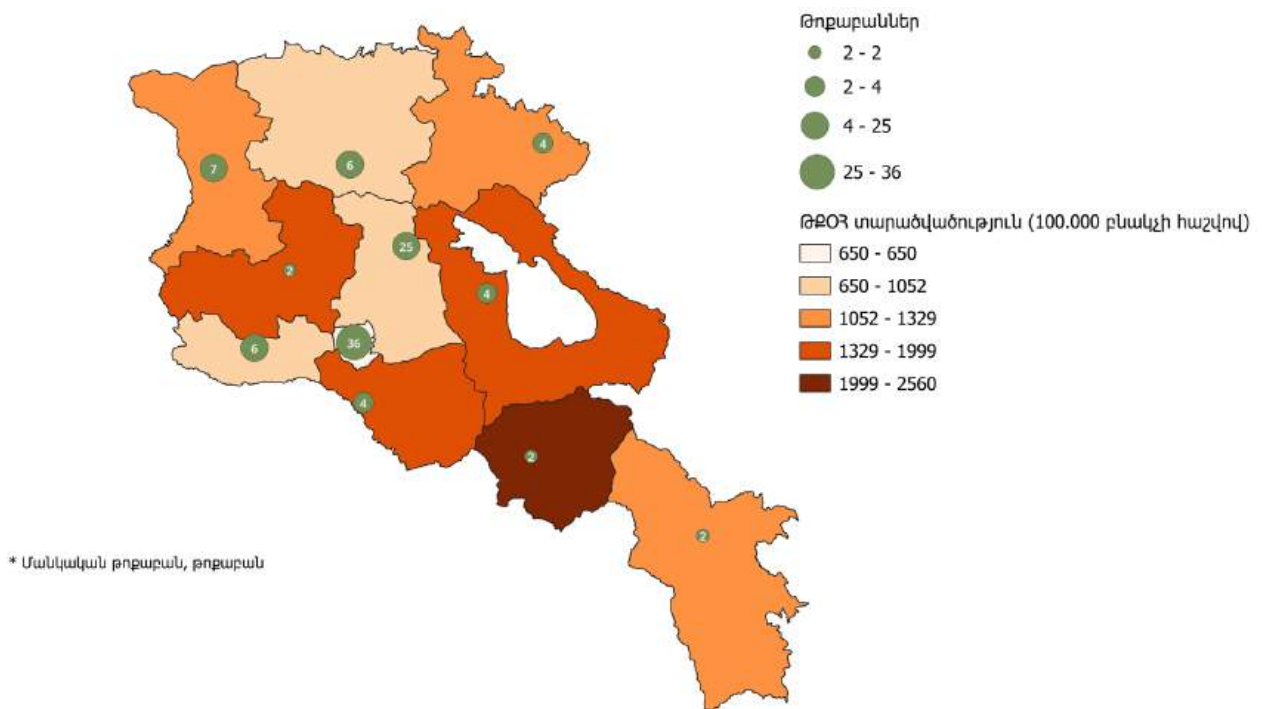 Թոքաբաններ
2 - 2
2 - 4
4 - 25
25 - 36
ԹՔՕՀ տարածվածություն (100.000 բնակչի հաշվով)
650 - 650
650 - 1052
1052 - 1329
1329 - 1999
1999 - 2560
4
7
6
25
2
4
36
6
4
2
2
* Մանկական թոքաբան, թոքաբան